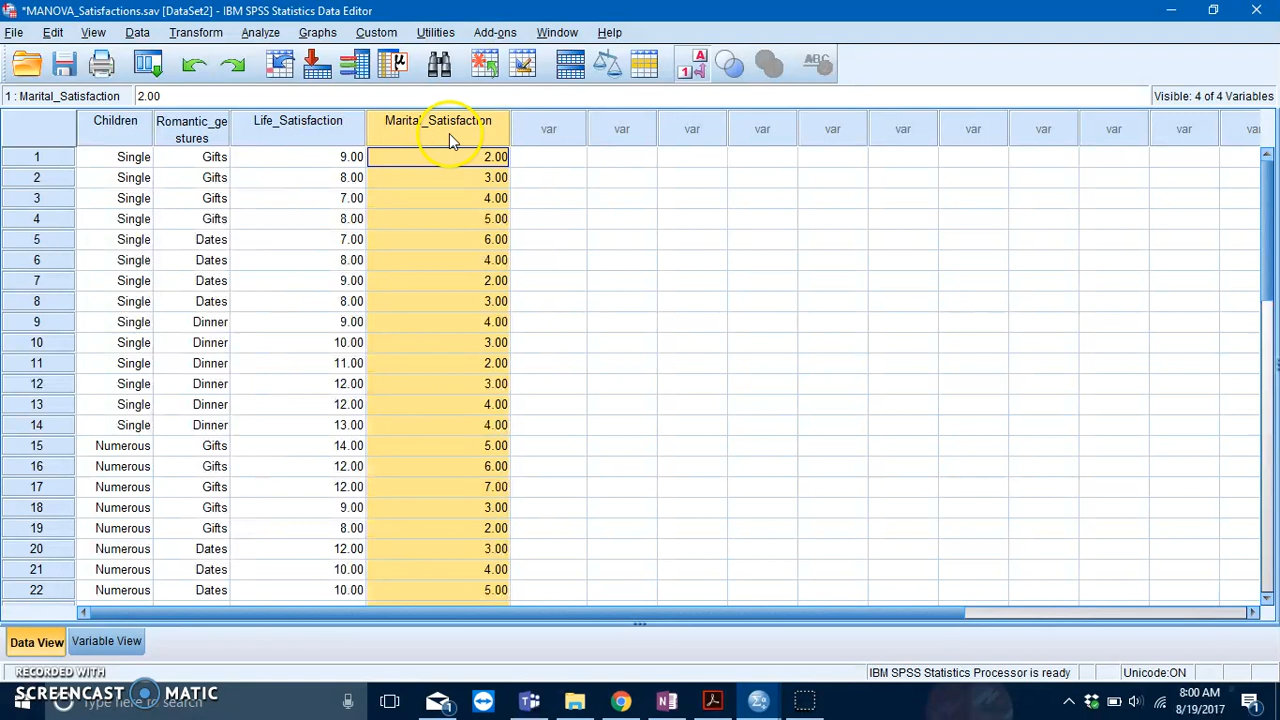 *MANOVA_Satisfactions.sav [DataSet2] - IBM SPSS Statistics Data Editor
File Edit View Data Transform Analyze Graphs Custom Utilities Add-ons Window Help
1 : Marital_Satisfaction 2.00 Visible: 4 of 4 Variables
Children Romantic_ge
stures Life_Satisfaction Marital_Satisfaction var var var var var var var var var var va
1 Single Gifts 9.00 2.00
2 Single Gifts 8.00 3.00
3 Single Gifts 7.00 4.00
4 Single Gifts 8.00 5.00
5 Single Dates 7.00 6.00
6 Single Dates 8.00 4.00
7 Single Dates 9.00 2.00
8 Single Dates 8.00 3.00
9 Single Dinner 9.00 4.00
10 Single Dinner 10.00 3.00
11 Single Dinner 11.00 2.00
12 Single Dinner 12.00 3.00
13 Single Dinner 12.00 4.00
14 Single Dinner 13.00 4.00
15 Numerous Gifts 14.00 5.00
16 Numerous Gifts 12.00 6.00
17 Numerous Gifts 12.00 7.00
18 Numerous Gifts 9.00 3.00
19 Numerous Gifts 8.00 2.00
20 Numerous Dates 12.00 3.00
21 Numerous Dates 10.00 4.00
22 Numerous Dates 10.00 5.00
Data View Variable View
IBM SPSS Statistics Processor is ready Unicode:ON
RECORDED WITH
SCREENCAST MATIC
here to search
8:00 AM
8/19/2017